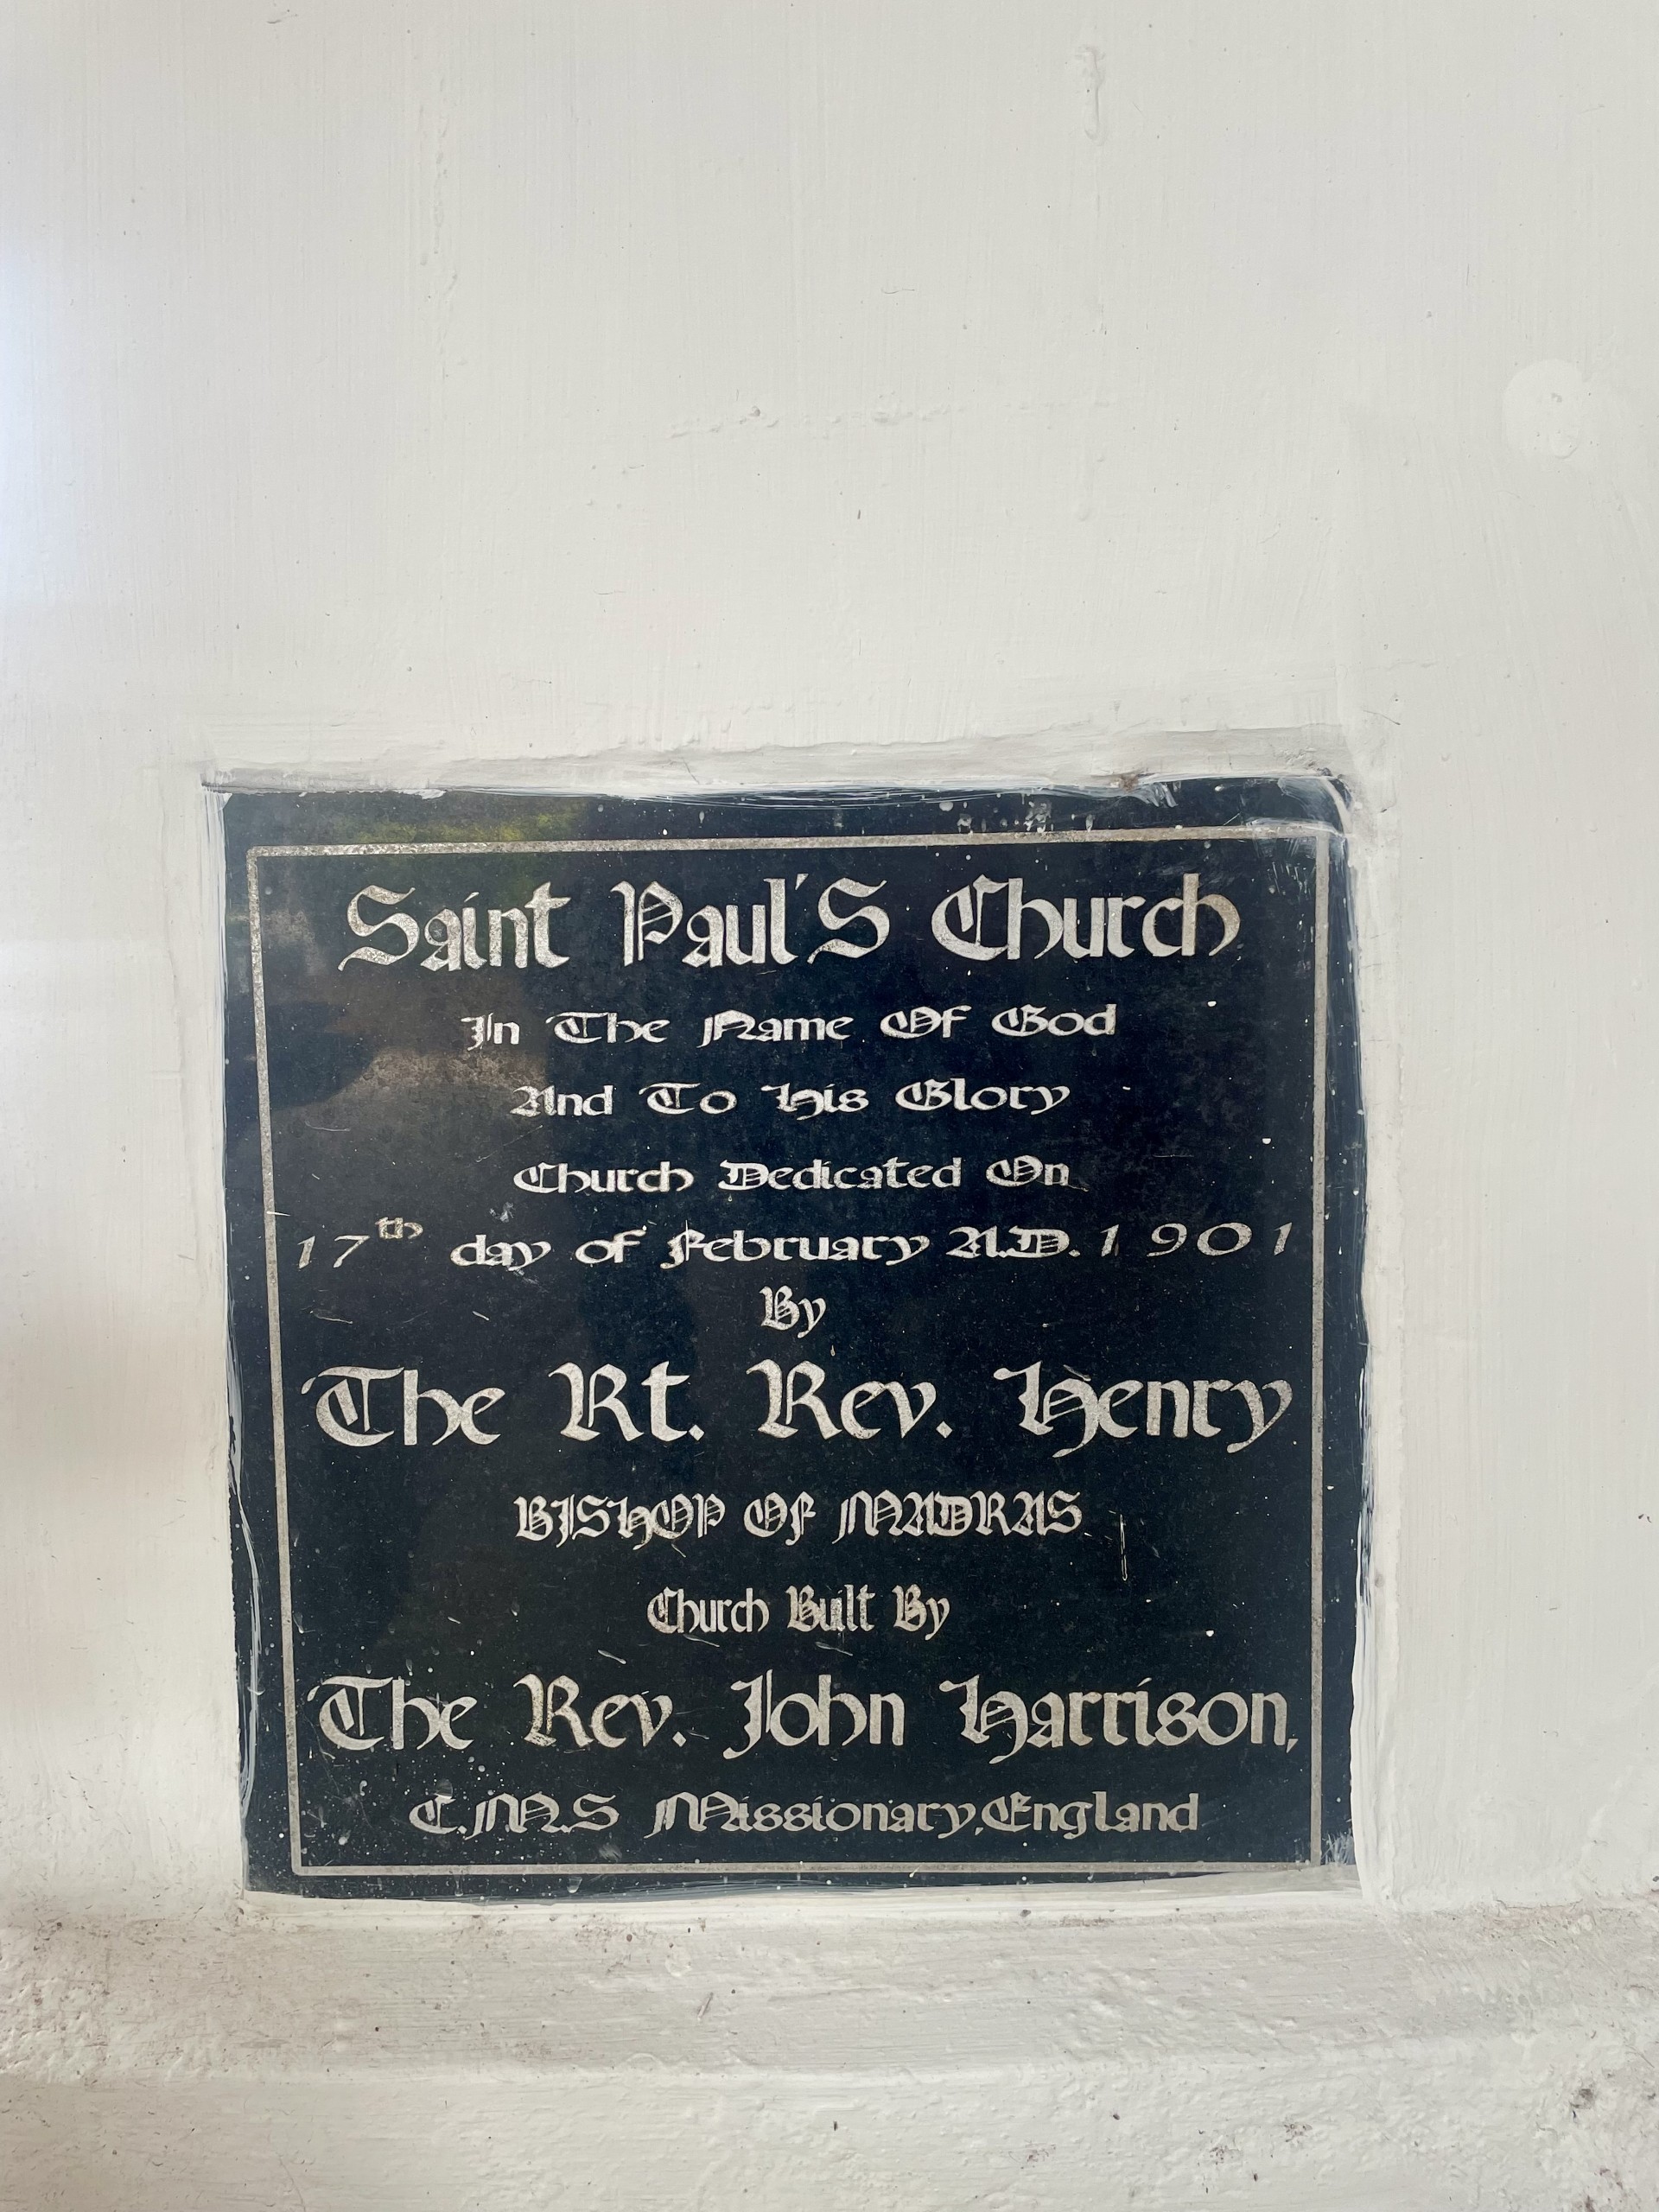 Saint Paul'S Church
In The Name Of God
And To His Glory
Church Dedicated On
17th day of February A.D. 1901
By
The Rt. Rev. Henry
BISHOP OF MADRAS
Church Built By
The Rev. John Harrison,
C.M.S Missionary,England